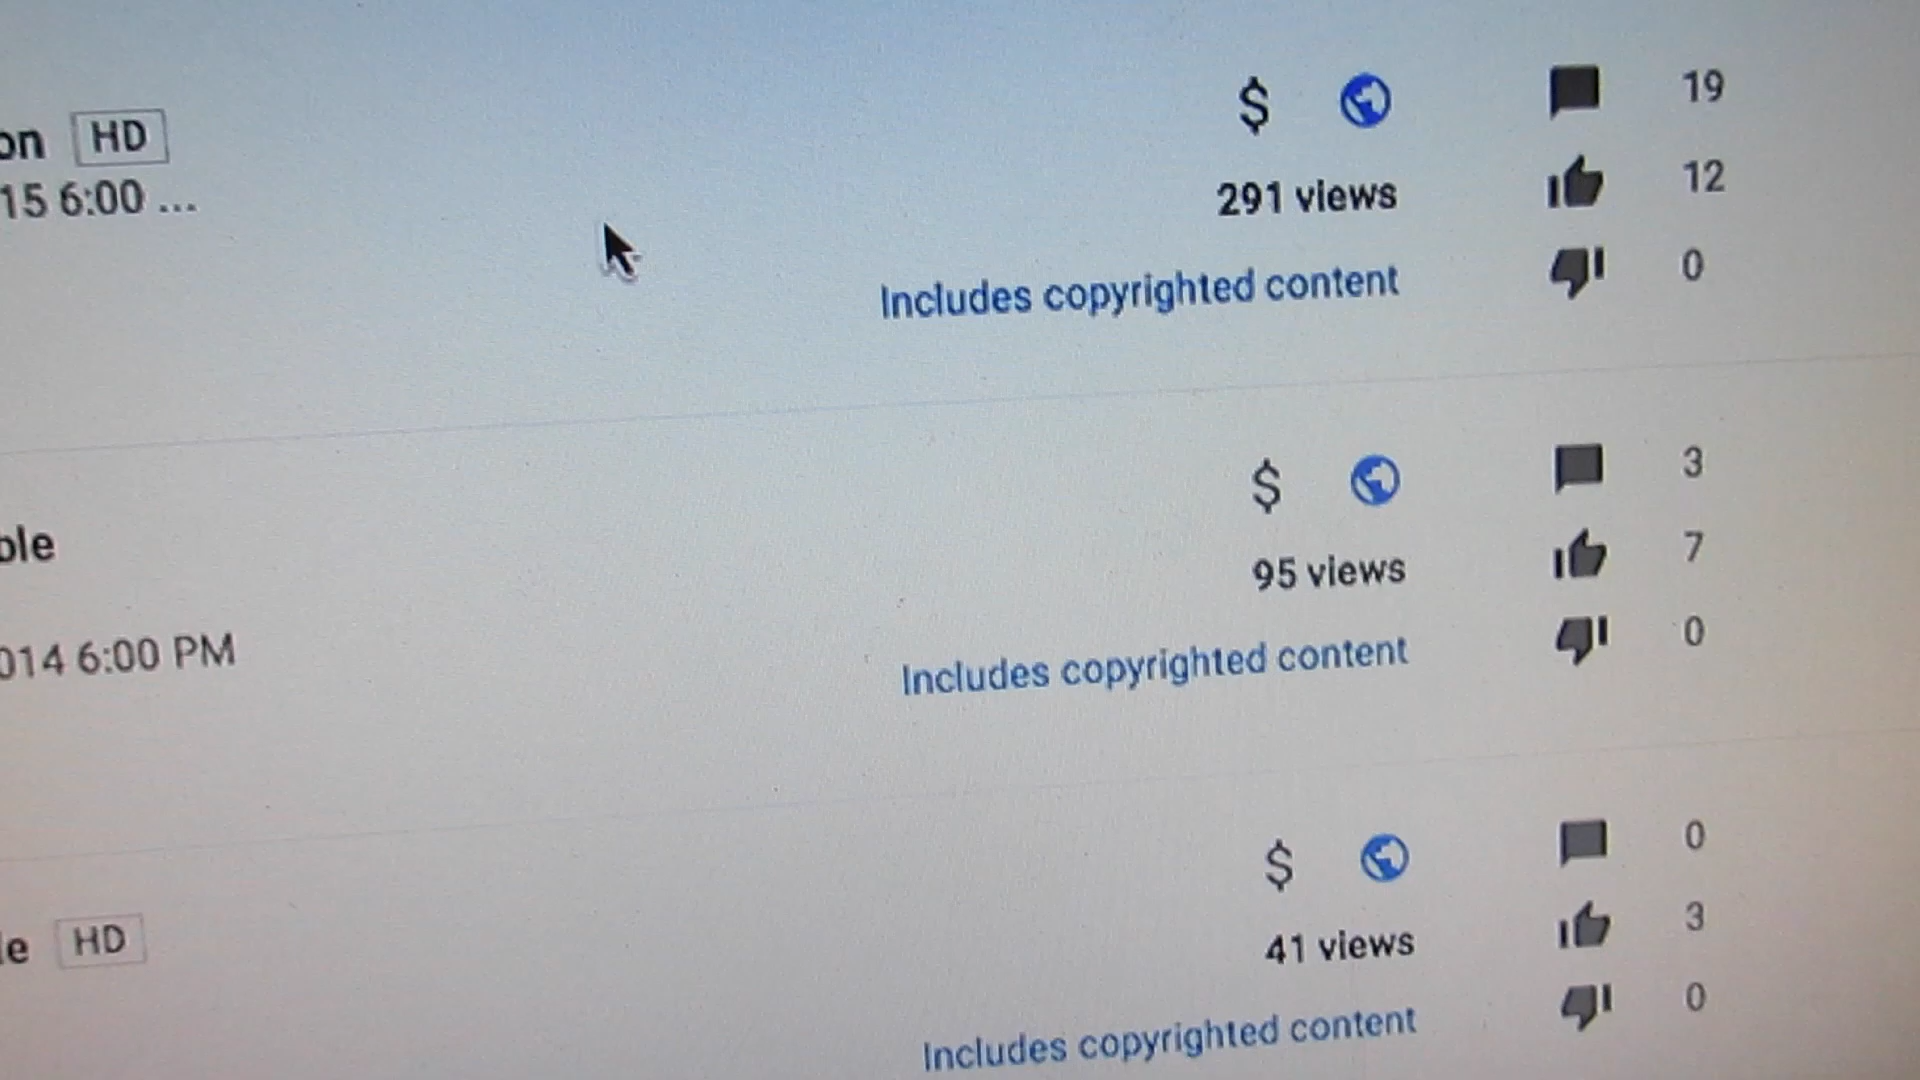 on HD
15 6:00 ...
$
291 views
Includes copyrighted content
19
12
0
ole
014 6:00 PM
$
95 views
Includes copyrighted content
3
7
0
le HD
$
41 views
Includes copyrighted content
0
3
0